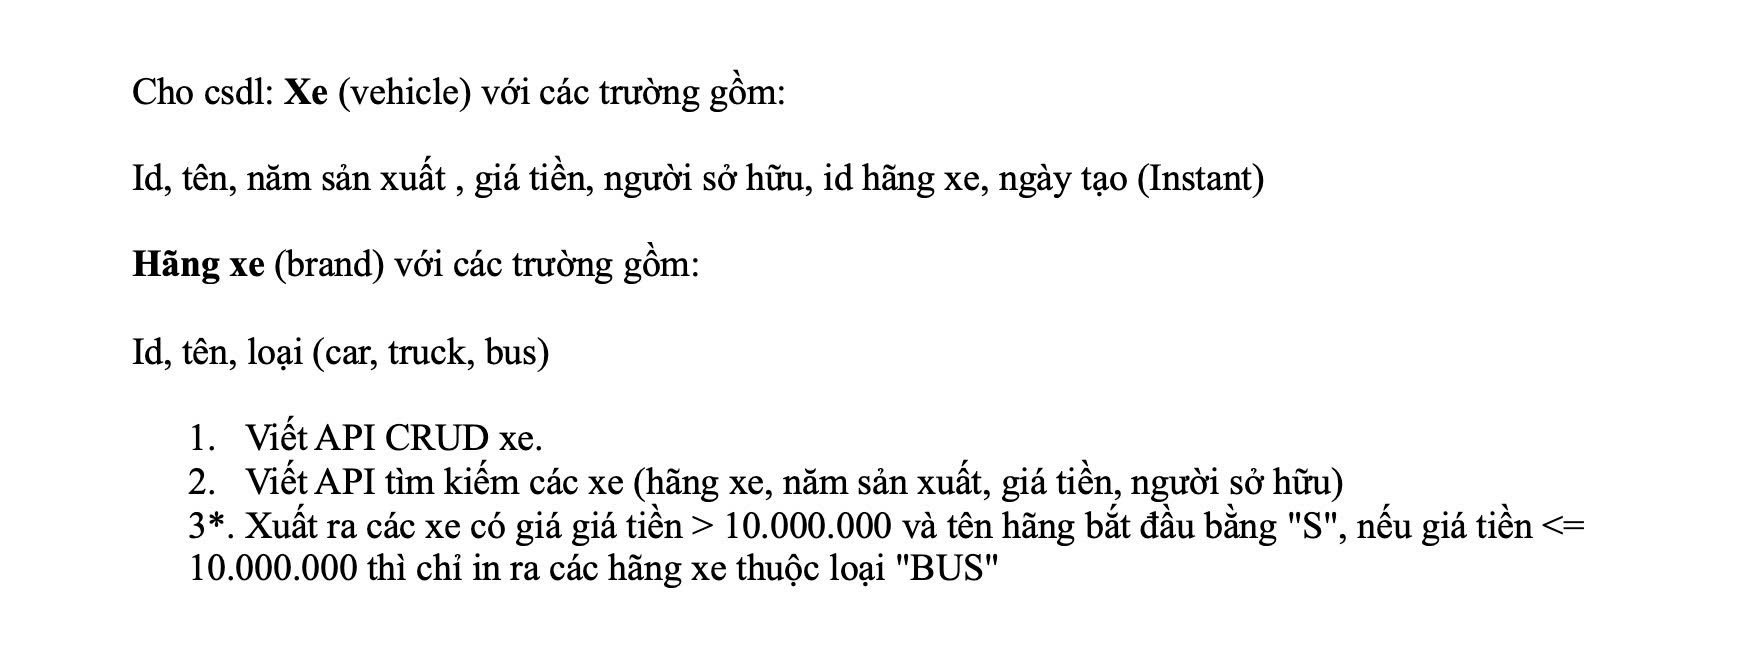 Cho csdl: Xe (vehicle) với các trường gồm:
Id, tên, năm sản xuất , giá tiền, người sở hữu, id hãng xe, ngày tạo (Instant)
Hãng xe (brand) với các trường gồm:
Id, tên, loại (car, truck, bus)
1. Viết API CRUD xe.
2. Viết API tìm kiếm các xe (hãng xe, năm sản xuất, giá tiền, người sở hữu)
3*. Xuất ra các xe có giá giá tiền > 10.000.000 và tên hãng bắt đầu bằng "S", nếu giá tiền <=
10.000.000 thì chỉ in ra các hãng xe thuộc loại "BUS"